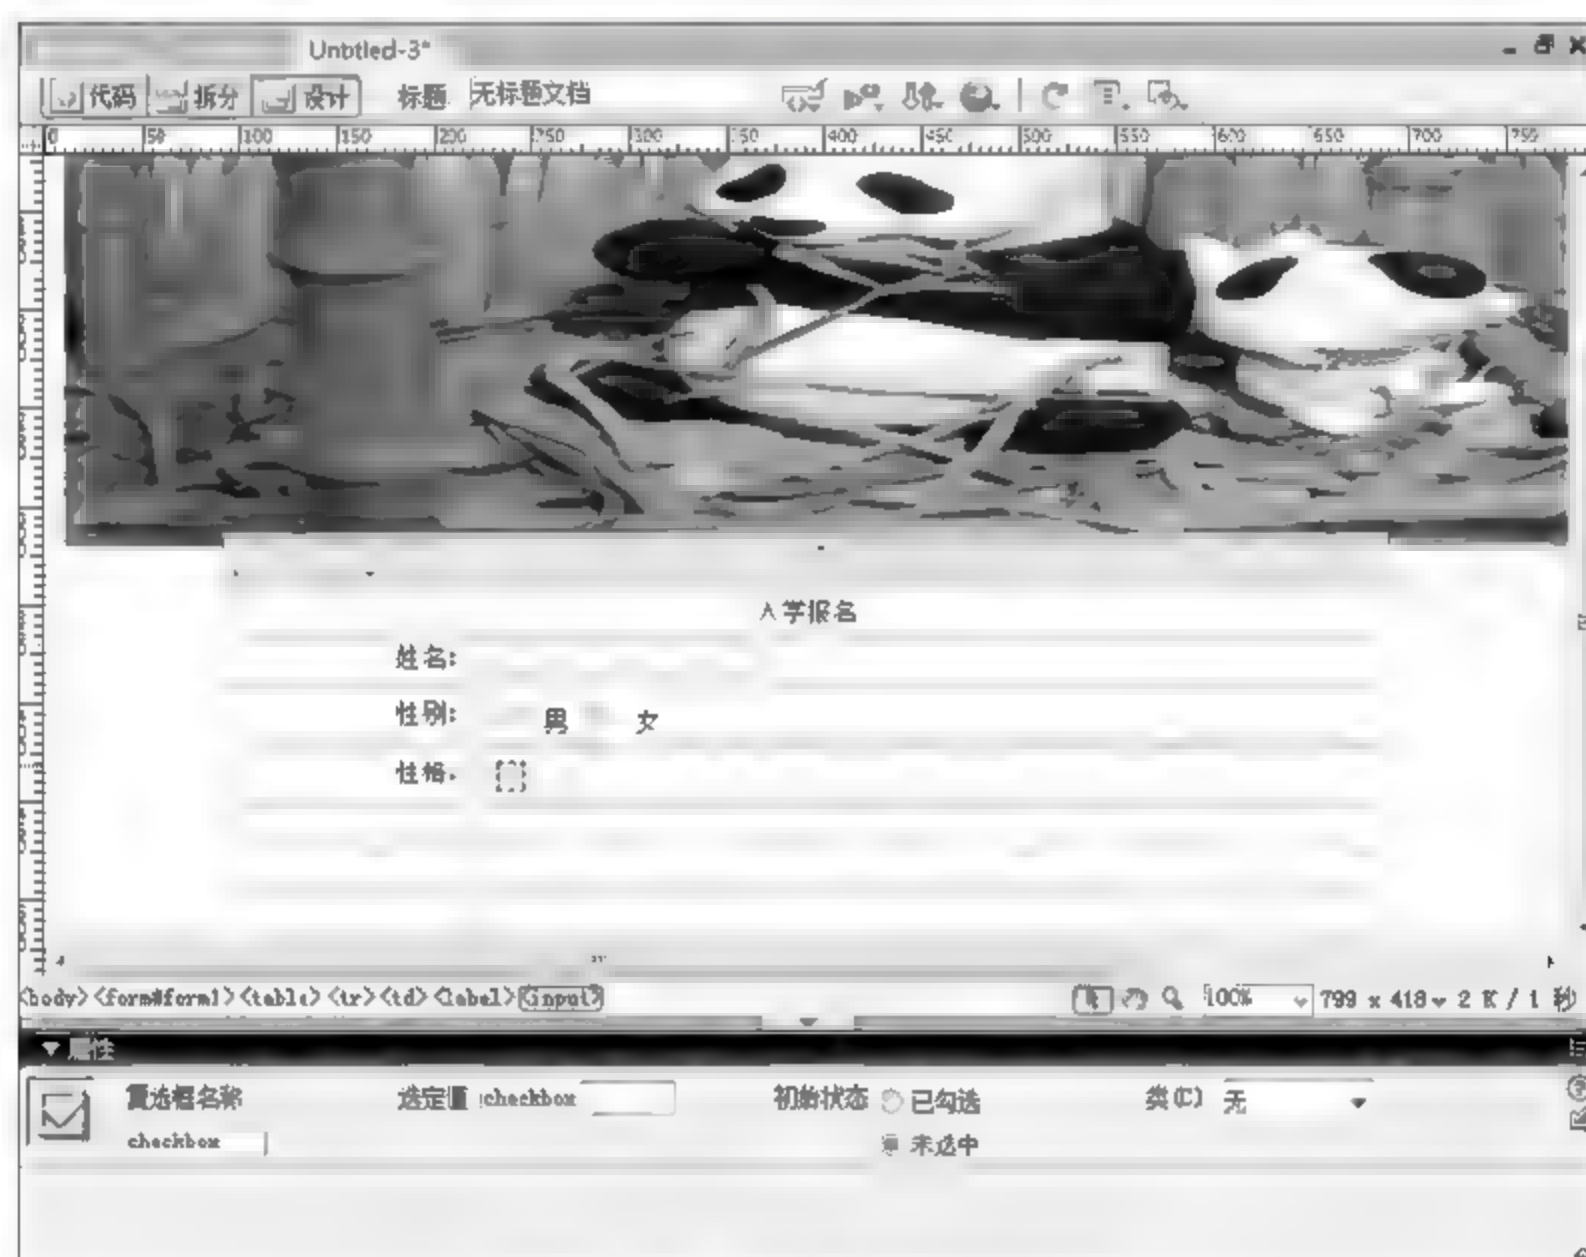 Untitled-3*
代码 拆分 设计 标题 无标题文档
0 50 100 150 200 250 300 350 400 450 500 550 600 650 700 750
入学报名
姓名:
性别: 男 女
性格:
<body><form#form1><table><tr><td><label><input>
100% 799 x 418 2 K / 1 秒
属性
复选框名称 选定值 checkbox 初始状态 已勾选 类(C) 无
checkbox 未选中